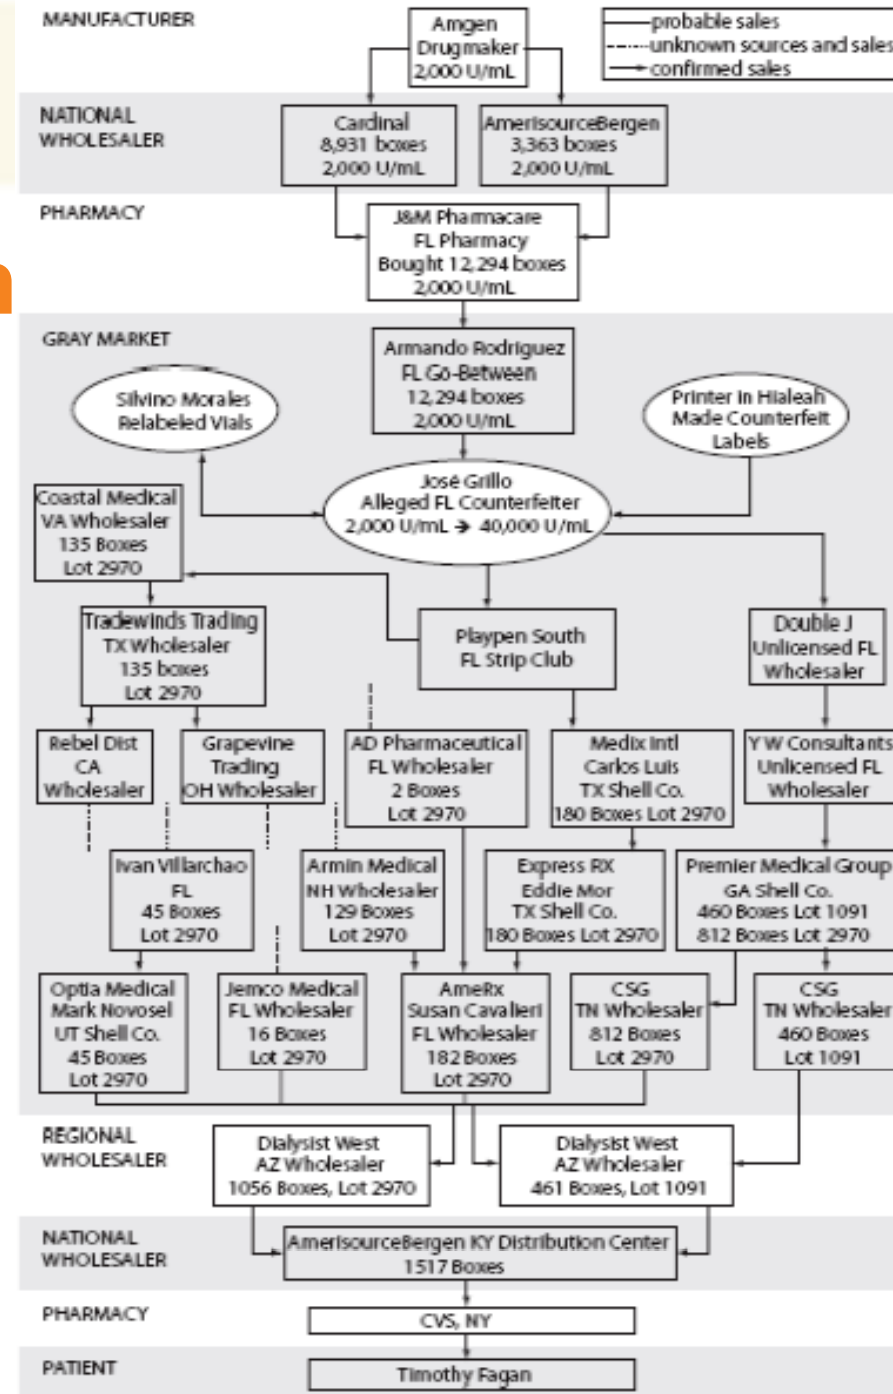 MANUFACTURER
Amgen
Drugmaker
2,000 U/mL
probable sales
unknown sources and sales
confirmed sales
NATIONAL
WHOLESALER
Cardinal
8,931 boxes
2,000 U/mL
AmerisourceBergen
3,363 boxes
2,000 U/mL
PHARMACY
J&M Pharmacare
FL Pharmacy
Bought 12,294 boxes
2,000 U/mL
GRAY MARKET
Armando Rodriguez
FL Go-Between
12,294 boxes
2,000 U/mL
Silvino Morales
Relabeled Vials
Printer in Hialeah
Made Counterfeit
Labels
José Grillo
Alleged FL Counterfeiter
2,000 U/mL → 40,000 U/mL
Coastal Medical
VA Wholesaler
135 Boxes
Lot 2970
Tradewinds Trading
TX Wholesaler
135 boxes
Lot 2970
Playpen South
FL Strip Club
Double J
Unlicensed FL
Wholesaler
Rebel Dist
CA
Wholesaler
Grapevine
Trading
OH Wholesaler
AD Pharmaceutical
FL Wholesaler
2 Boxes
Lot 2970
Medix Intl
Carlos Luis
TX Shell Co.
180 Boxes Lot 2970
Y W Consultants
Unlicensed FL
Wholesaler
Ivan Villarchao
FL
45 Boxes
Lot 2970
Armin Medical
NH Wholesaler
129 Boxes
Lot 2970
Express RX
Eddie Mor
TX Shell Co.
180 Boxes Lot 2970
Premier Medical Group
GA Shell Co.
460 Boxes Lot 1091
812 Boxes Lot 2970
Optia Medical
Mark Novosel
UT Shell Co.
45 Boxes
Lot 2970
Jemco Medical
FL Wholesaler
16 Boxes
Lot 2970
AmeRx
Susan Cavalieri
FL Wholesaler
182 Boxes
Lot 2970
CSG
TN Wholesaler
812 Boxes
Lot 2970
CSG
TN Wholesaler
460 Boxes
Lot 1091
REGIONAL
WHOLESALER
Dialysist West
AZ Wholesaler
1056 Boxes, Lot 2970
Dialysist West
AZ Wholesaler
461 Boxes, Lot 1091
NATIONAL
WHOLESALER
AmerisourceBergen KY Distribution Center
1517 Boxes
PHARMACY
CVS, NY
PATIENT
Timothy Fagan